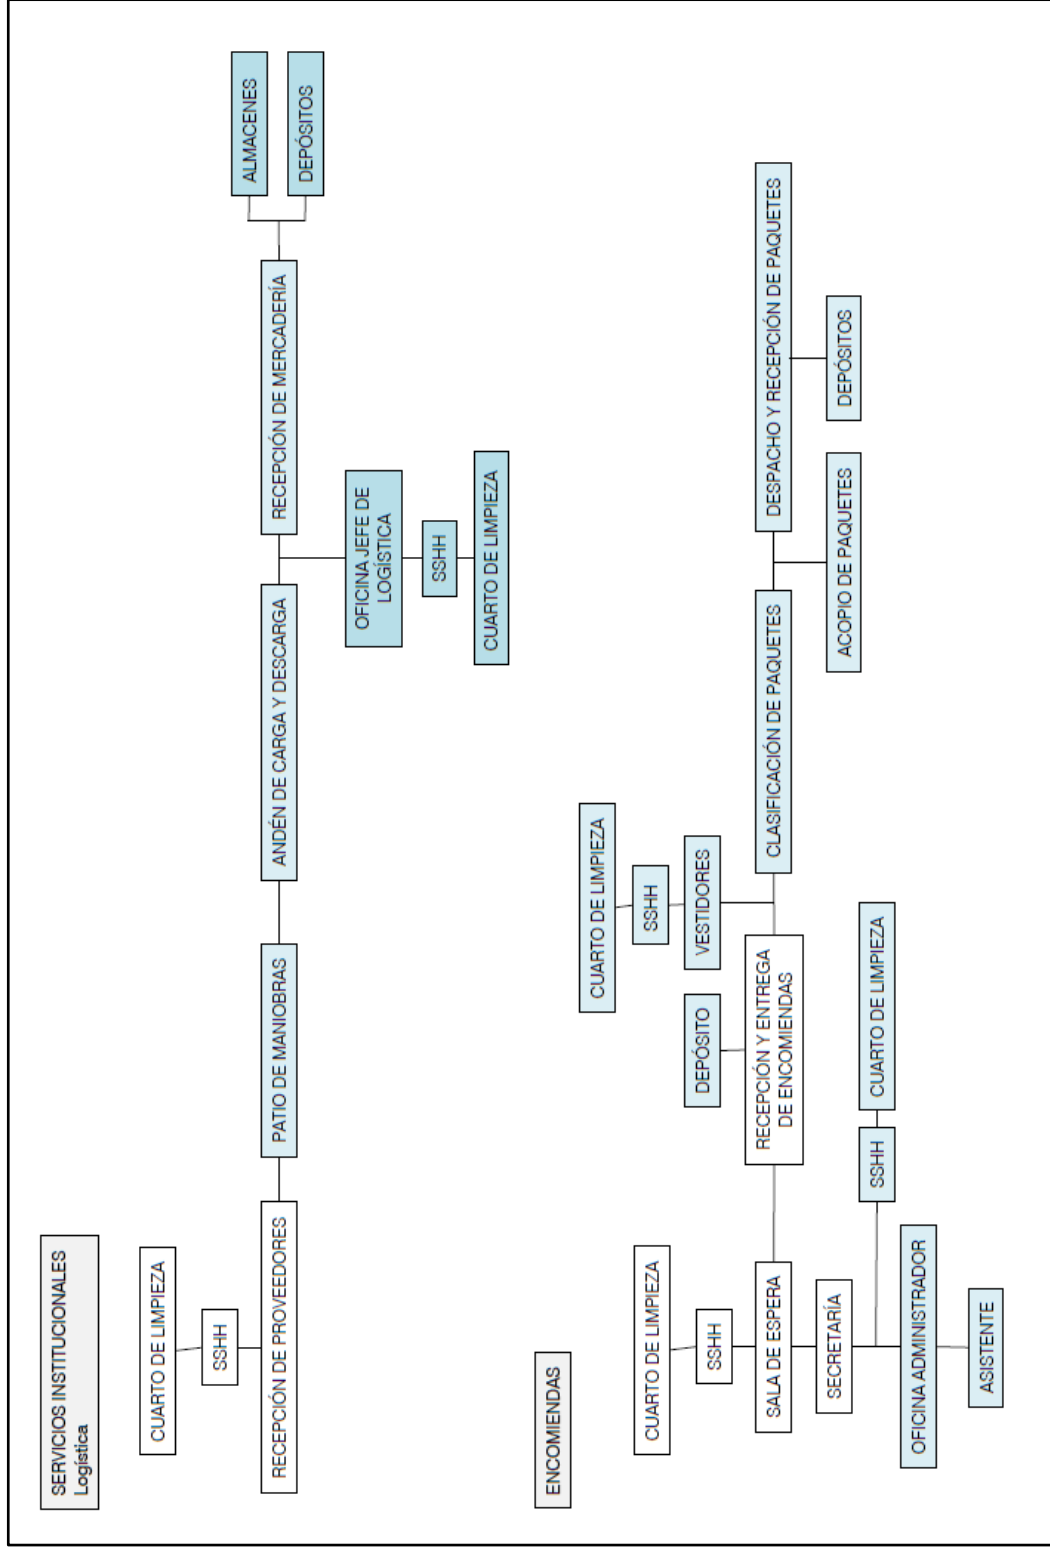 SERVICIOS INSTITUCIONALES
Logística
CUARTO DE LIMPIEZA
SSHH
RECEPCIÓN DE PROVEEDORES
PATIO DE MANIOBRAS
ANDÉN DE CARGA Y DESCARGA
RECEPCIÓN DE MERCADERÍA
ALMACENES
DEPÓSITOS
OFICINA JEFE DE
LOGÍSTICA
SSHH
CUARTO DE LIMPIEZA
ENCOMIENDAS
CUARTO DE LIMPIEZA
SSHH
SALA DE ESPERA
SECRETARÍA
OFICINA ADMINISTRADOR
ASISTENTE
SSHH
CUARTO DE LIMPIEZA
DEPÓSITO
RECEPCIÓN Y ENTREGA
DE ENCOMIENDAS
CUARTO DE LIMPIEZA
SSHH
VESTIDORES
CLASIFICACIÓN DE PAQUETES
ACOPIO DE PAQUETES
DESPACHO Y RECEPCIÓN DE PAQUETES
DEPÓSITOS